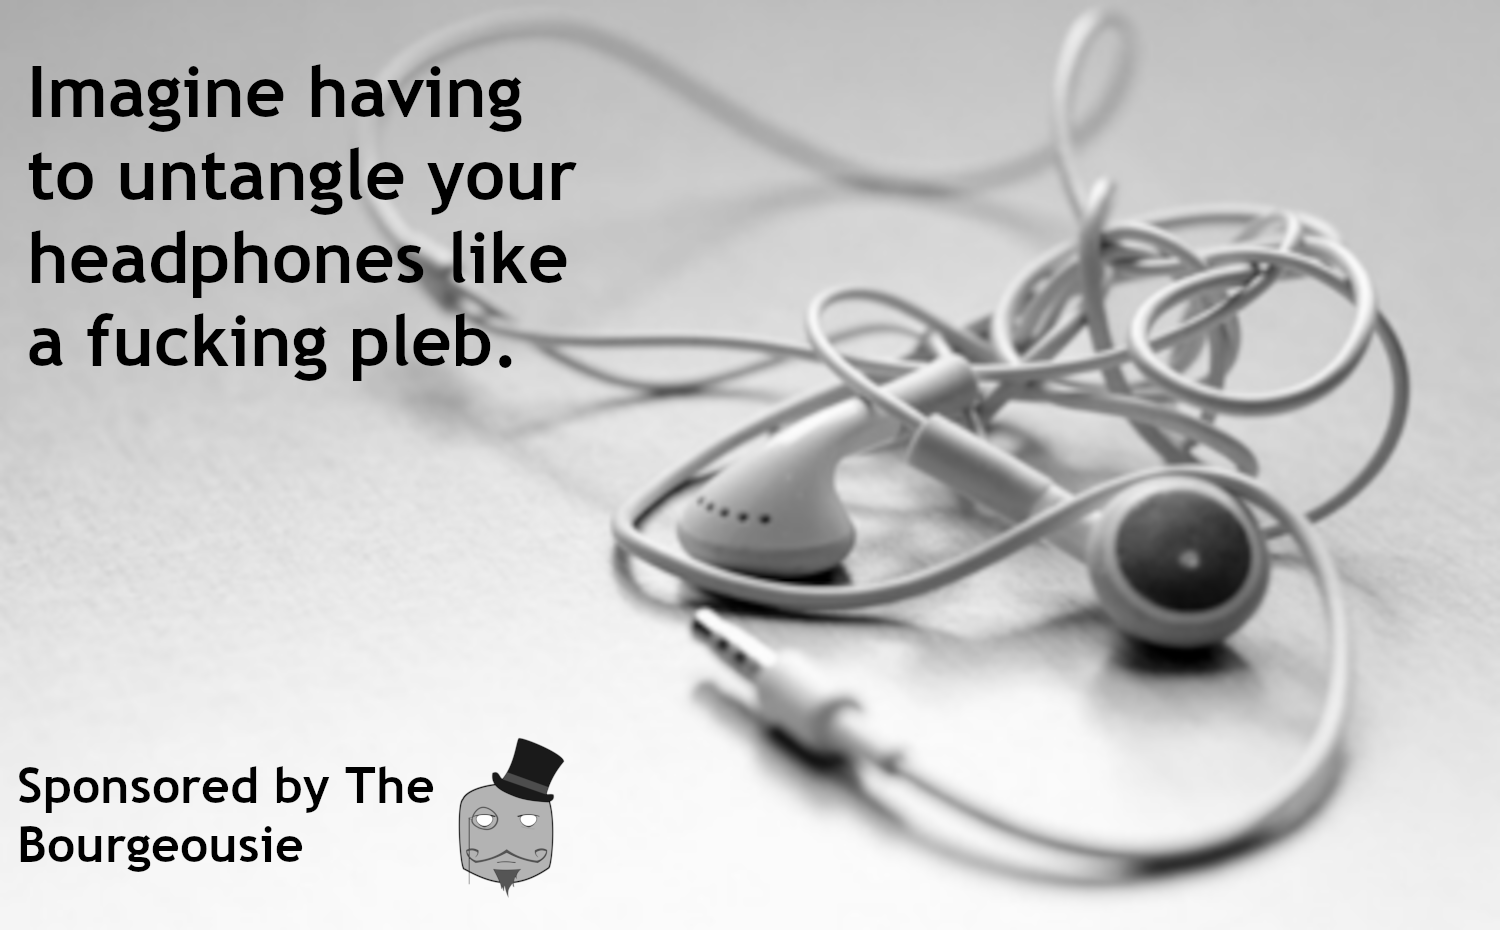 Imagine having
to untangle your
headphones like
a fucking pleb.
Sponsored by The
Bourgeousie